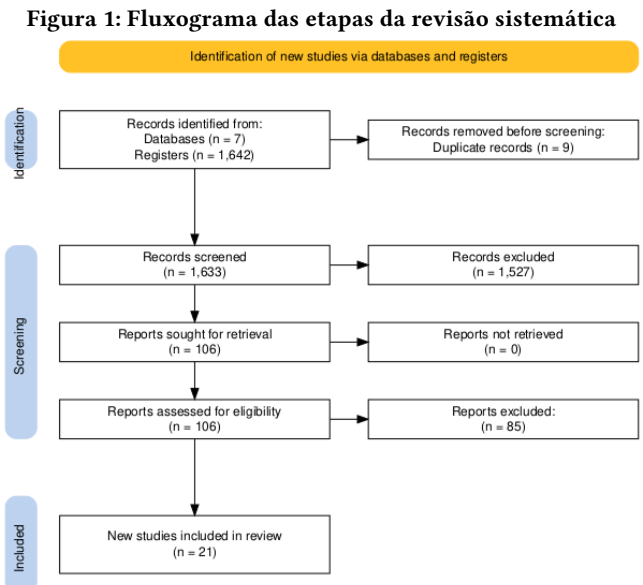 Figura 1: Fluxograma das etapas da revisão sistemática
Identification of new studies via databases and registers
Identification
Records identified from:
Databases (n = 7)
Registers (n = 1,642)
Records removed before screening:
Duplicate records (n = 9)
Screening
Records screened
(n = 1,633)
Records excluded
(n = 1,527)
Reports sought for retrieval
(n = 106)
Reports not retrieved
(n = 0)
Reports assessed for eligibility
(n = 106)
Reports excluded:
(n = 85)
Included
New studies included in review
(n = 21)